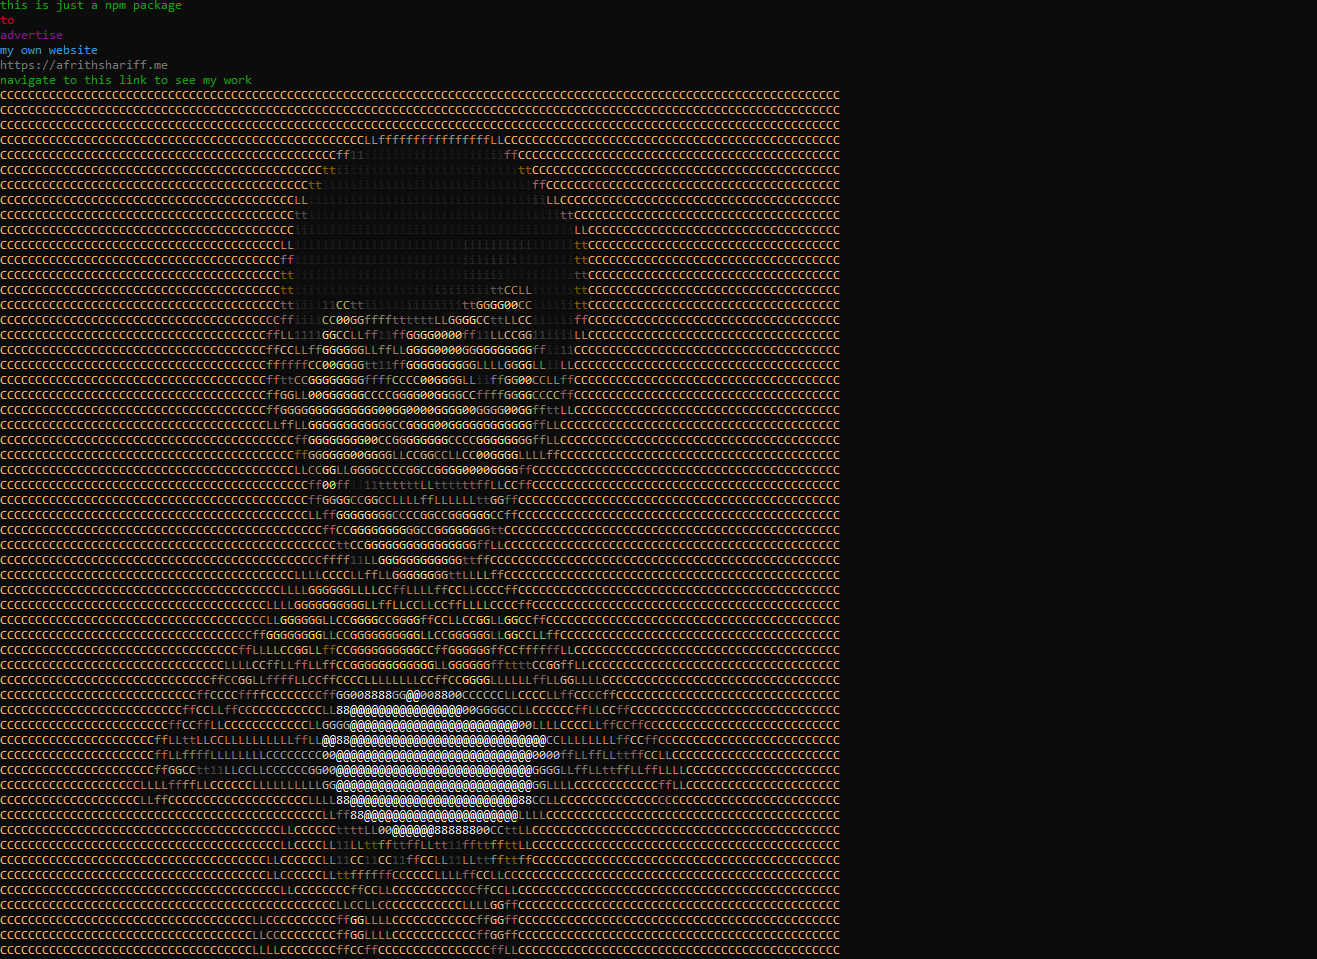 this is just a npm package
to
advertise
my own website
https://afrithshariff.me
navigate to this link to see my work